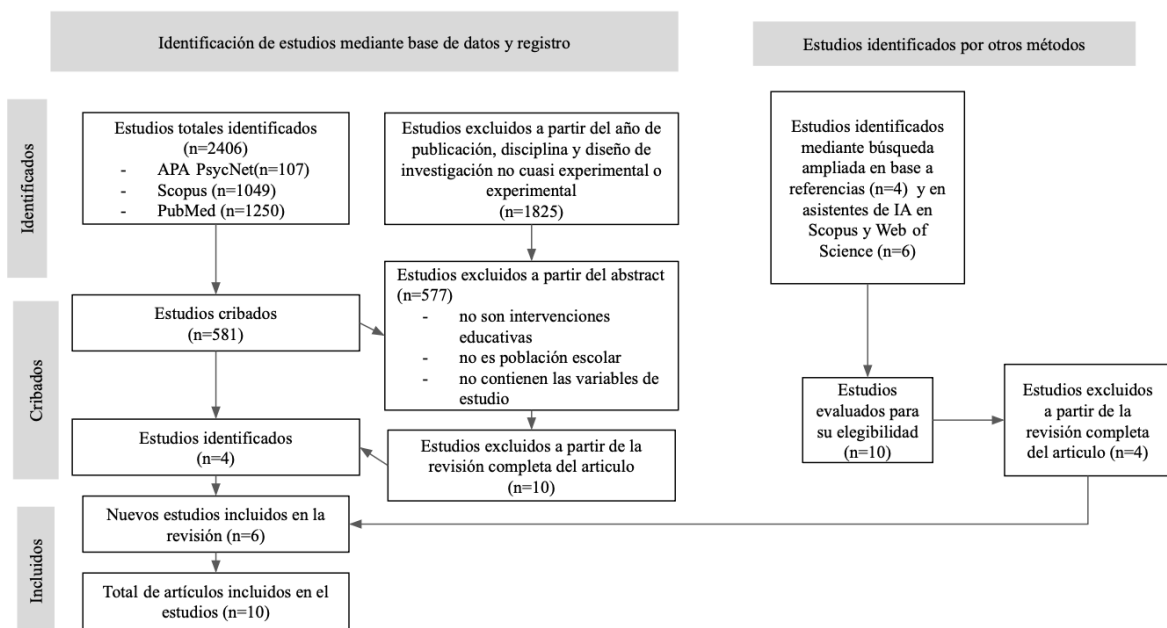 Identificación de estudios mediante base de datos y registro
Estudios identificados por otros métodos
Identificados
Estudios totales identificados
(n=2406)
- APA PsycNet(n=107)
- Scopus (n=1049)
- PubMed (n=1250)
Estudios excluidos a partir del año de
publicación, disciplina y diseño de
investigación no cuasi experimental o
experimental
(n=1825)
Estudios identificados
mediante búsqueda
ampliada en base a
referencias (n=4) y en
asistentes de IA en
Scopus y Web of
Science (n=6)
Cribados
Estudios cribados
(n=581)
Estudios excluidos a partir del abstract
(n=577)
- no son intervenciones
educativas
- no es población escolar
- no contienen las variables de
estudio
Estudios identificados
(n=4)
Estudios excluidos a partir de la
revisión completa del articulo
(n=10)
Estudios
evaluados para
su elegibilidad
(n=10)
Estudios excluidos
a partir de la
revisión completa
del articulo (n=4)
Incluidos
Nuevos estudios incluidos en la
revisión (n=6)
Total de artículos incluidos en el
estudios (n=10)